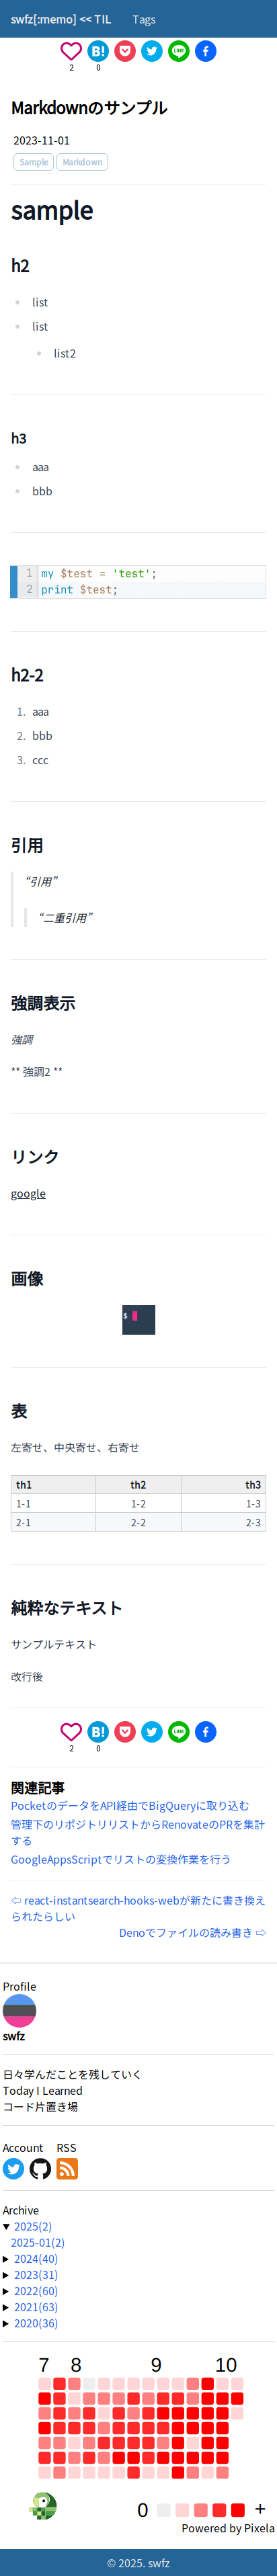 swfz[:memo] << TIL Tags
2 0
Markdownのサンプル
2023-11-01
Sample Markdown
sample
h2
list
list
list2
h3
aaa
bbb
1 my $test = 'test';
2 print $test;
h2-2
1. aaa
2. bbb
3. ccc
引用
“引用”
“二重引用”
強調表示
強調
** 強調2 **
リンク
google
画像
$
表
左寄せ、中央寄せ、右寄せ
th1 th2 th3
1-1 1-2 1-3
2-1 2-2 2-3
純粋なテキスト
サンプルテキスト
改行後
2 0
関連記事
PocketのデータをAPI経由でBigQueryに取り込む
管理下のリポジトリリストからRenovateのPRを集計
する
GoogleAppsScriptでリストの変換作業を行う
⇦ react-instantsearch-hooks-webが新たに書き換え
られたらしい
Denoでファイルの読み書き ⇨
Profile
swfz
日々学んだことを残していく
Today I Learned
コード片置き場
Account RSS
Archive
▼ 2025(2)
2025-01(2)
▶ 2024(40)
▶ 2023(31)
▶ 2022(60)
▶ 2021(63)
▶ 2020(36)
7 8 9 10
0 +
Powered by Pixela
© 2025. swfz